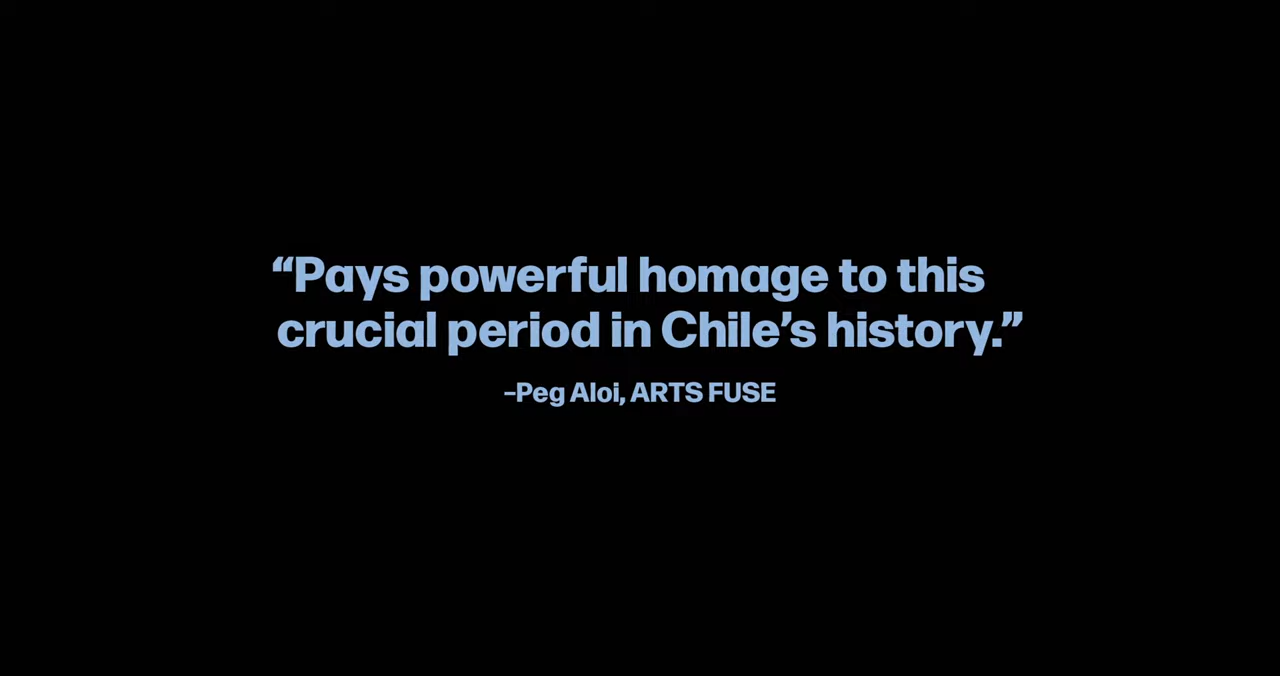 “Pays powerful homage to this
crucial period in Chile’s history.”
–Peg Aloi, ARTS FUSE